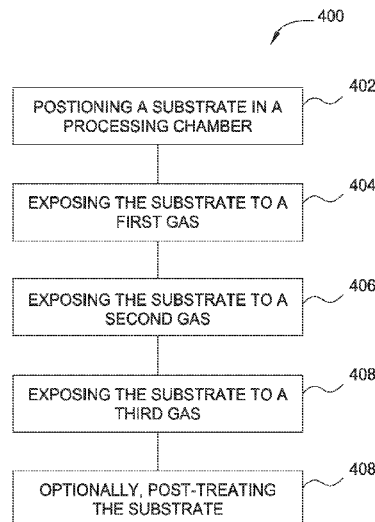 400
POSTIONING A SUBSTRATE IN A
PROCESSING CHAMBER
402
EXPOSING THE SUBSTRATE TO A
FIRST GAS
404
EXPOSING THE SUBSTRATE TO A
SECOND GAS
406
EXPOSING THE SUBSTRATE TO A
THIRD GAS
408
OPTIONALLY, POST-TREATING
THE SUBSTRATE
408